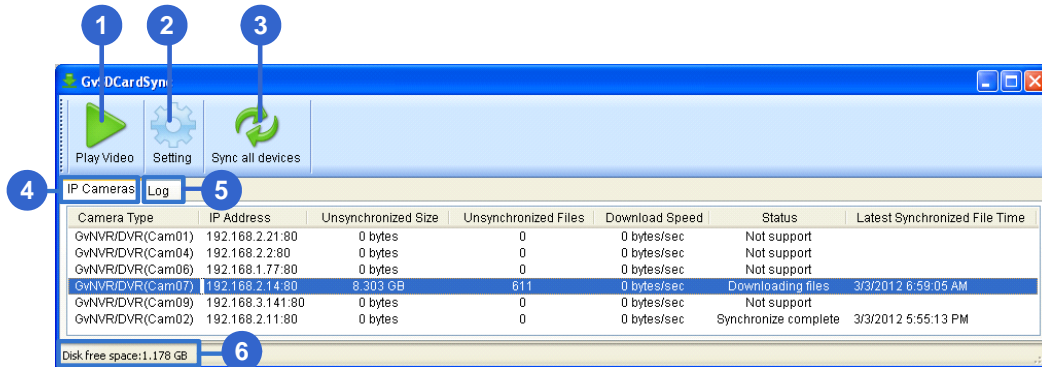 1 2 3
GvSDCardSync
Play Video Setting Sync all devices
4 IP Cameras Log 5
Camera Type IP Address Unsynchronized Size Unsynchronized Files Download Speed Status Latest Synchronized File Time
GvNVR/DVR(Cam01) 192.168.2.21:80 0 bytes 0 0 bytes/sec Not support
GvNVR/DVR(Cam04) 192.168.2.2:80 0 bytes 0 0 bytes/sec Not support
GvNVR/DVR(Cam06) 192.168.1.77:80 0 bytes 0 0 bytes/sec Not support
GvNVR/DVR(Cam07) 192.168.2.14:80 8.303 GB 611 0 bytes/sec Downloading files 3/3/2012 6:59:05 AM
GvNVR/DVR(Cam09) 192.168.3.141:80 0 bytes 0 0 bytes/sec Not support
GvNVR/DVR(Cam02) 192.168.2.11:80 0 bytes 0 0 bytes/sec Synchronize complete 3/3/2012 5:55:13 PM
Disk free space:1.178 GB 6